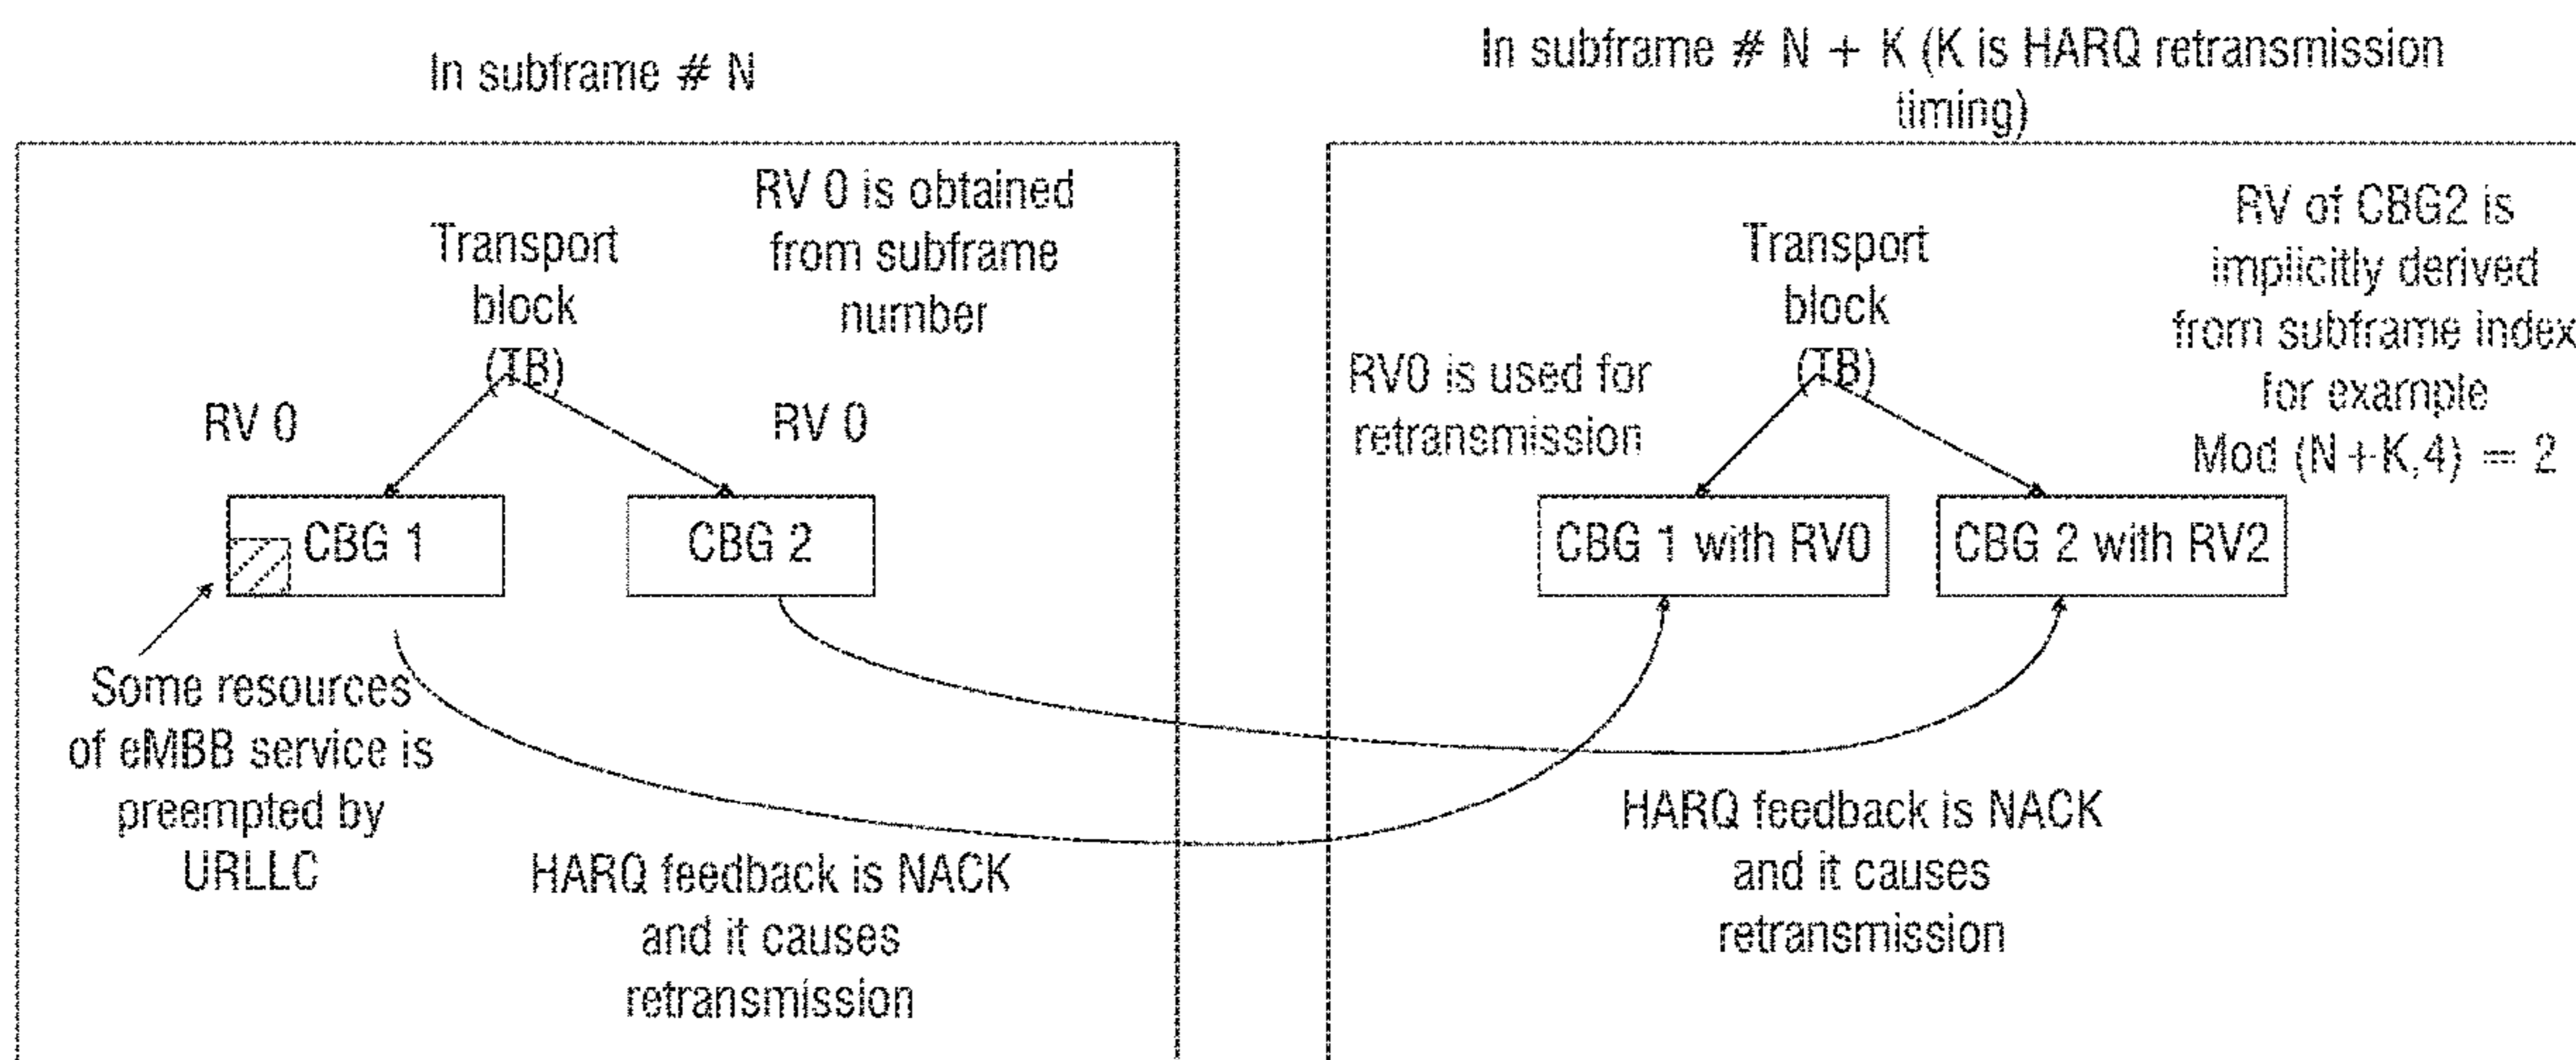 In subframe # N
In subframe # N + K (K is HARQ retransmission
timing)
RV 0 is obtained
from subframe
number
Transport
block
(TB)
RV 0
RV 0
CBG 1
CBG 2
Some resources
of eMBB service is
preempted by
URLLC
HARQ feedback is NACK
and it causes
retransmission
RV of CBG2 is
implicitly derived
from subframe index
for example
Mod (N+K,4) = 2
Transport
block
(TB)
RV0 is used for
retransmission
CBG 1 with RV0
CBG 2 with RV2
HARQ feedback is NACK
and it causes
retransmission